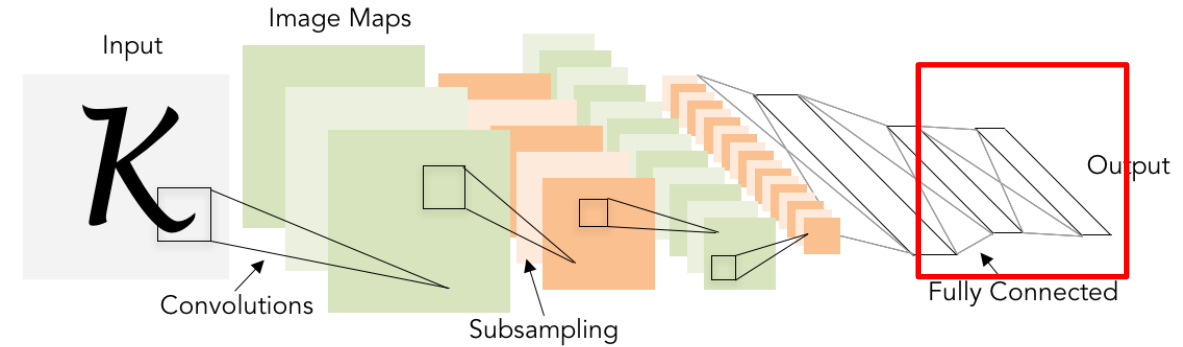 Image Maps
Input
K
Output
Convolutions
Fully Connected
Subsampling